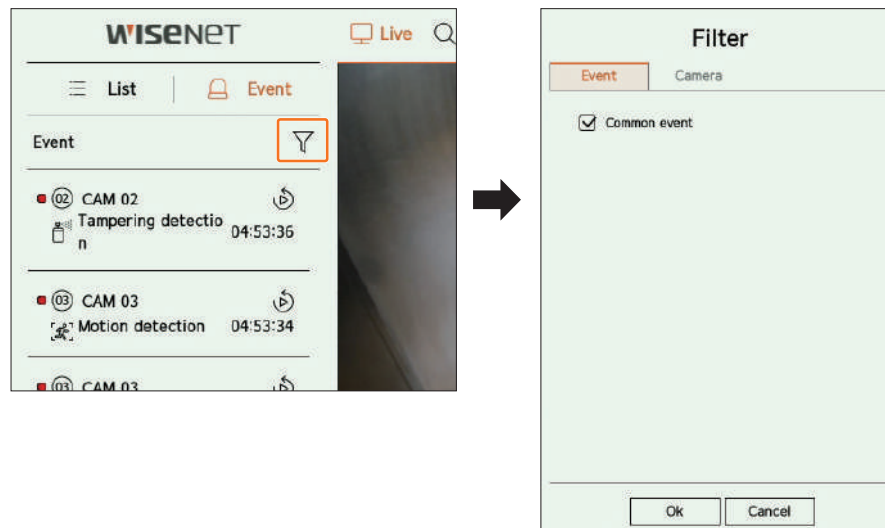 WISENET
Live
List
Event
Event
02 CAM 02
Tampering detectio
n
04:53:36
03 CAM 03
Motion detection 04:53:34
03 CAM 03
Filter
Event Camera
Common event
Ok Cancel